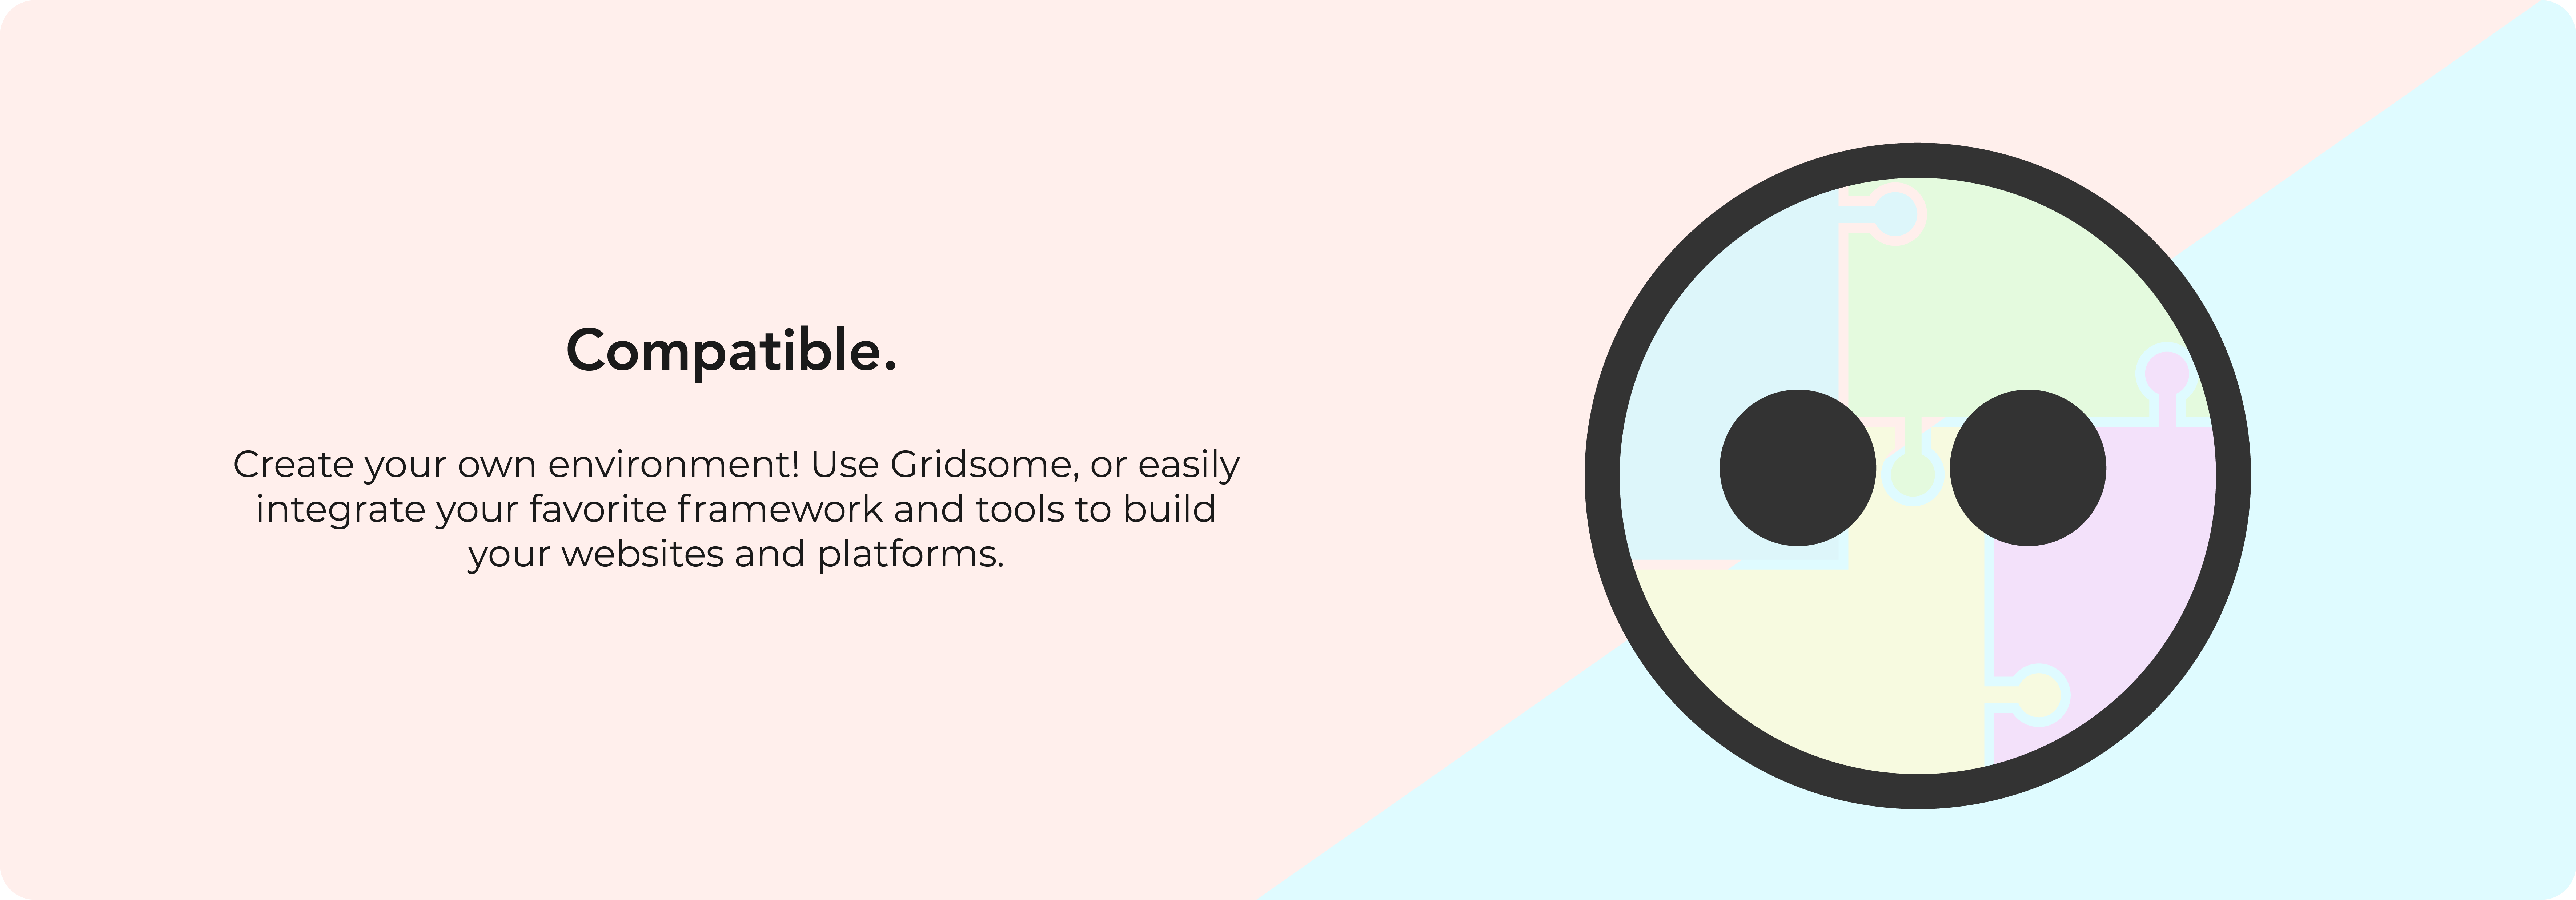 Compatible.
Create your own environment! Use Gridsome, or easily
integrate your favorite framework and tools to build
your websites and platforms.